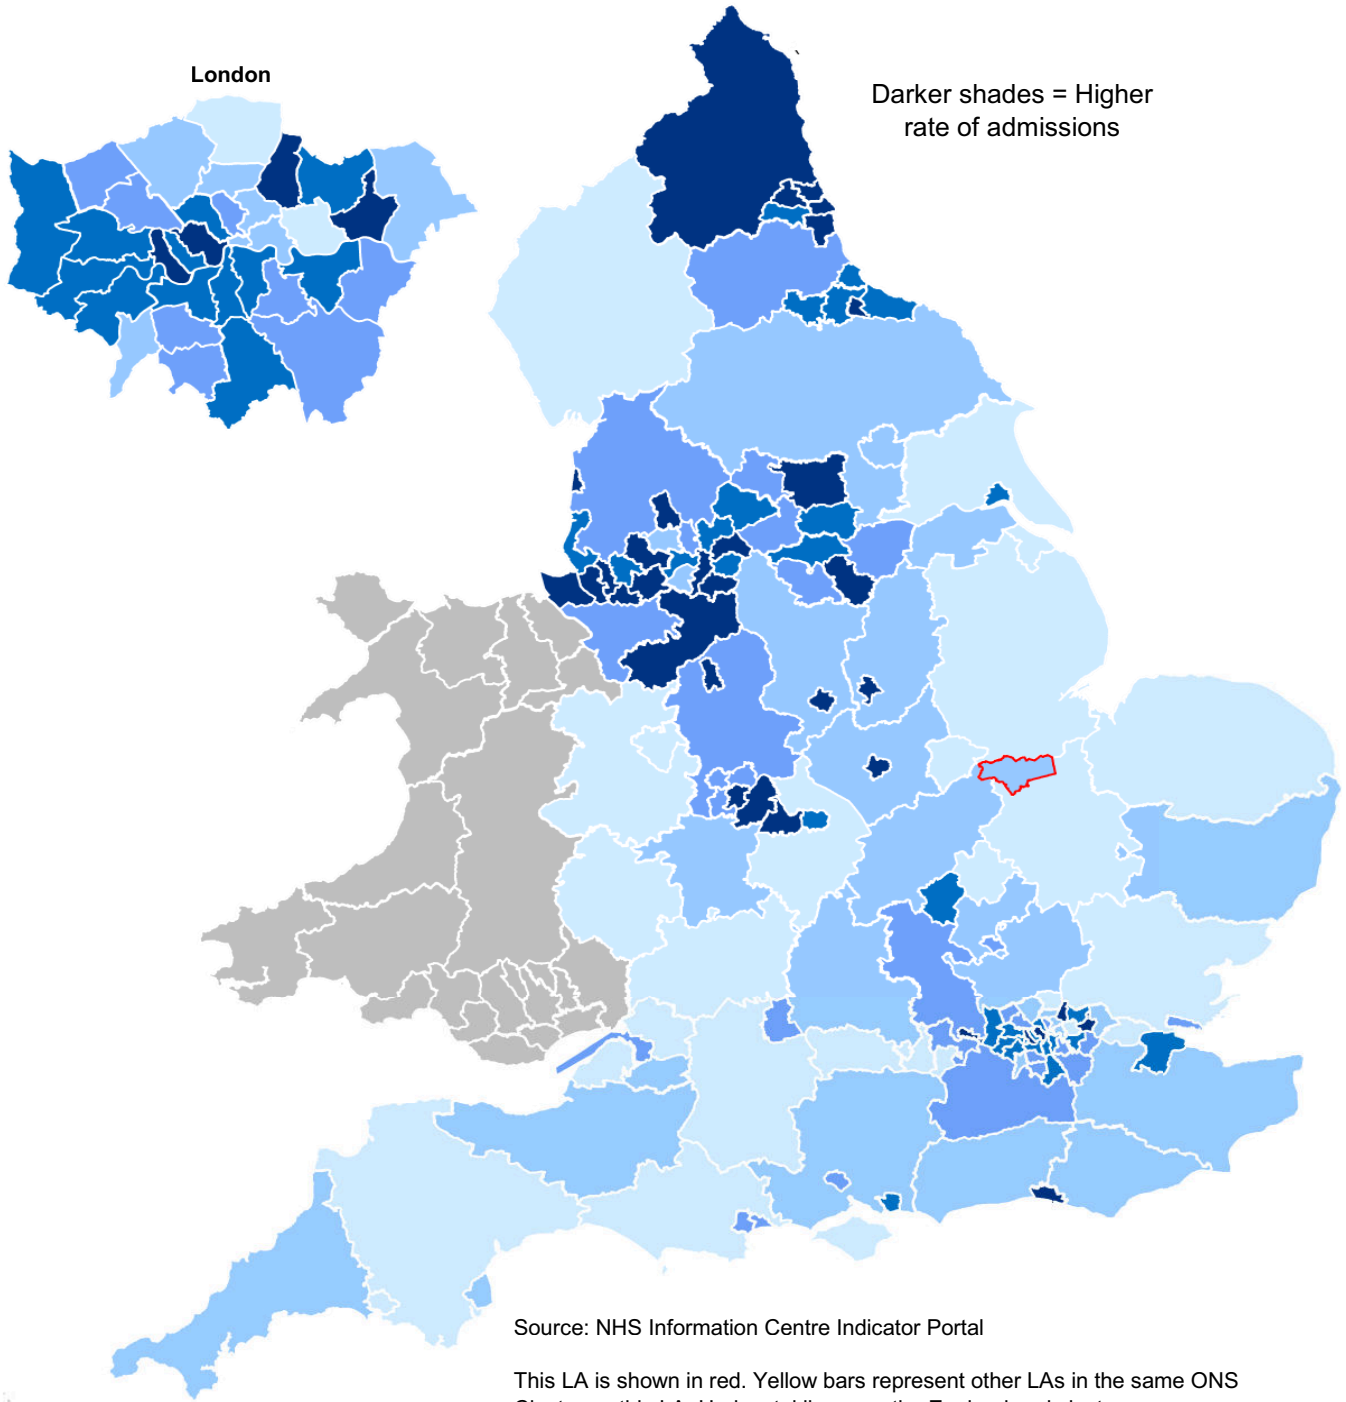 London
Darker shades = Higher
rate of admissions
Source: NHS Information Centre Indicator Portal
This LA is shown in red. Yellow bars represent other LAs in the same ONS